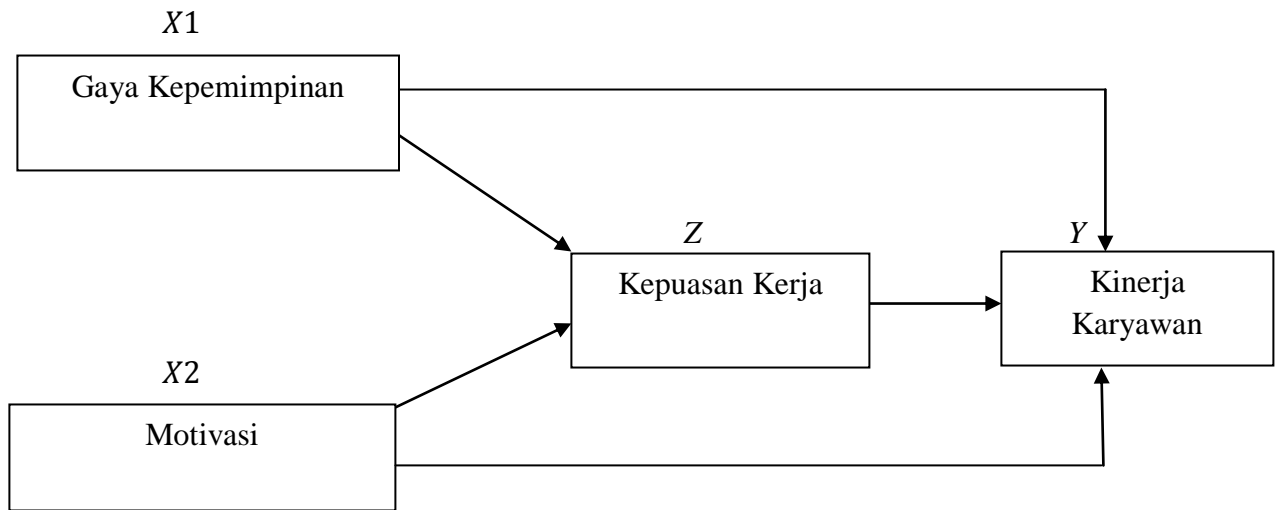 X1
Gaya Kepemimpinan
Z
Kepuasan Kerja
Y
Kinerja
Karyawan
X2
Motivasi